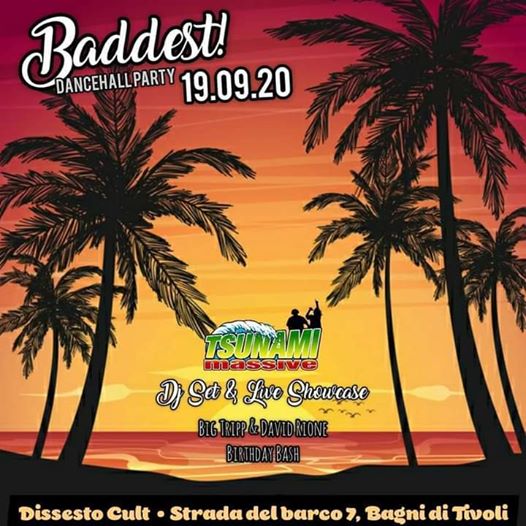 Baddest!
DANCEHALL PARTY 19.09.20
TSUNAMI
massive
Dj Set & Live Showcase
BIG TRIPP & DAVID RIONE
BIRTHDAY BASH
Dissesto Cult • Strada del barco 7, Bagni di Tivoli